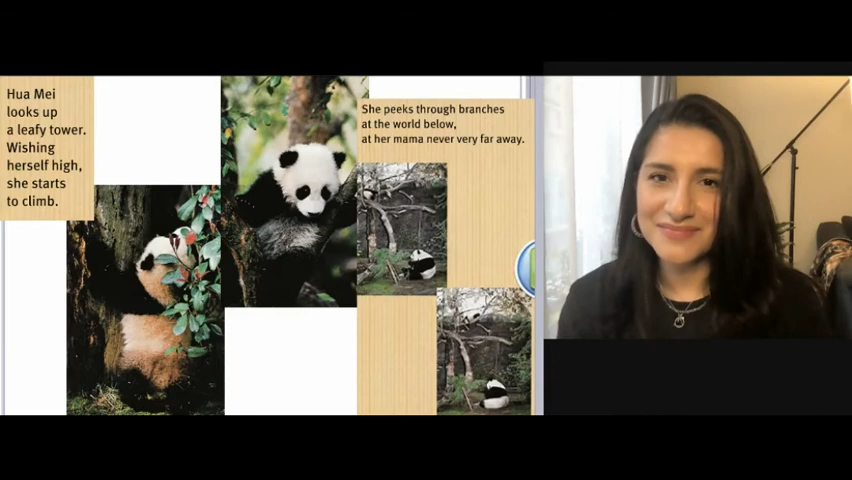 Hua Mei
looks up
a leafy tower.
Wishing
herself high,
she starts
to climb.
She peeks through branches
at the world below,
at her mama never very far away.